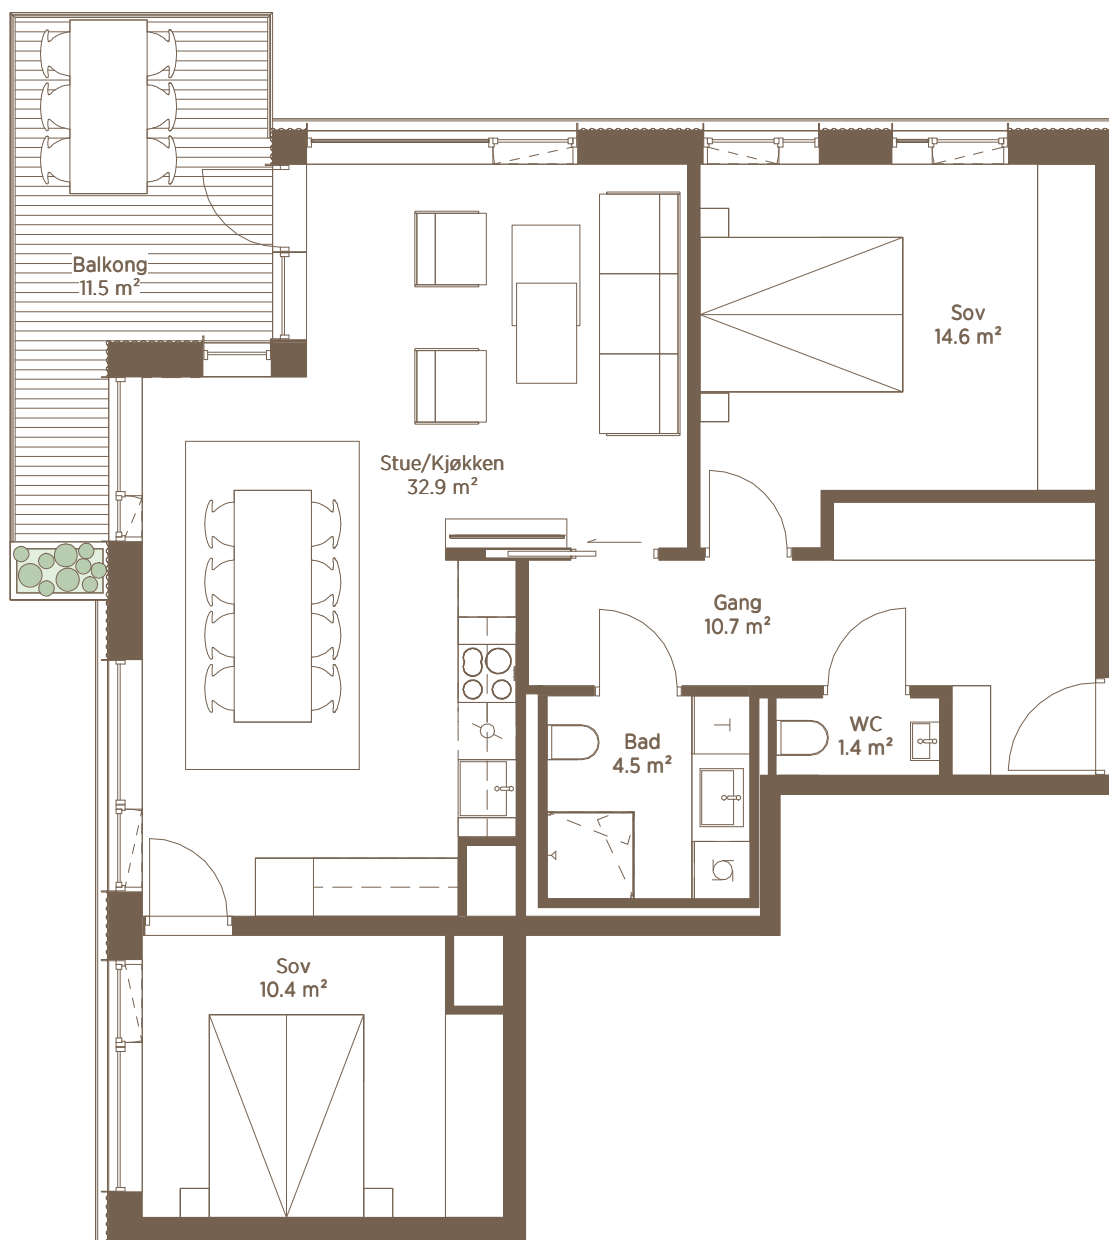 Balkong
11.5 m²
Sov
14.6 m²
Stue/Kjøkken
32.9 m²
Gang
10.7 m²
WC
1.4 m²
Bad
4.5 m²
Sov
10.4 m²